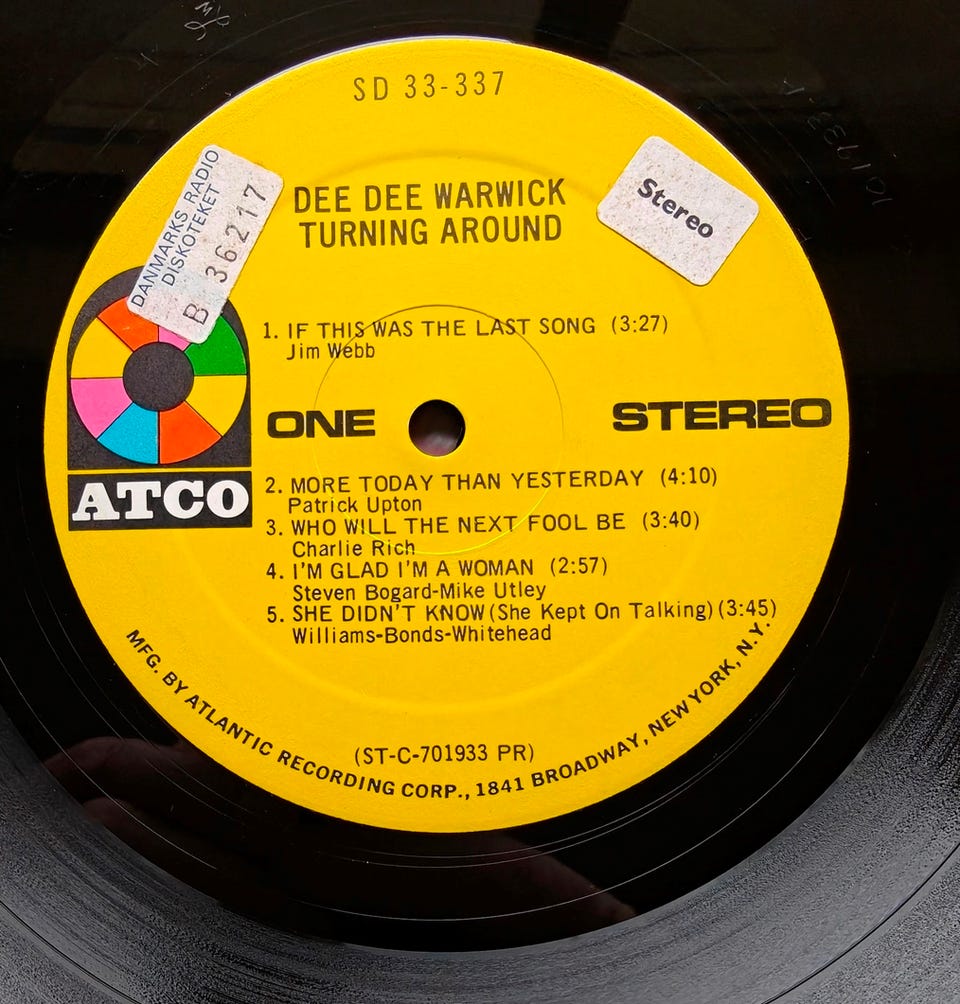 SD 33-337
DANMARKS RADIO
DISKOTEKET
B 36217
Stereo
DEE DEE WARWICK
TURNING AROUND
1. IF THIS WAS THE LAST SONG (3:27)
Jim Webb
ONE
STEREO
ATCO
2. MORE TODAY THAN YESTERDAY (4:10)
Patrick Upton
3. WHO WILL THE NEXT FOOL BE (3:40)
Charlie Rich
4. I'M GLAD I'M A WOMAN (2:57)
Steven Bogard-Mike Utley
5. SHE DIDN'T KNOW (She Kept On Talking) (3:45)
Williams-Bonds-Whitehead
(ST-C-701933 PR)
MFG. BY ATLANTIC RECORDING CORP., 1841 BROADWAY, NEW YORK, N.Y.